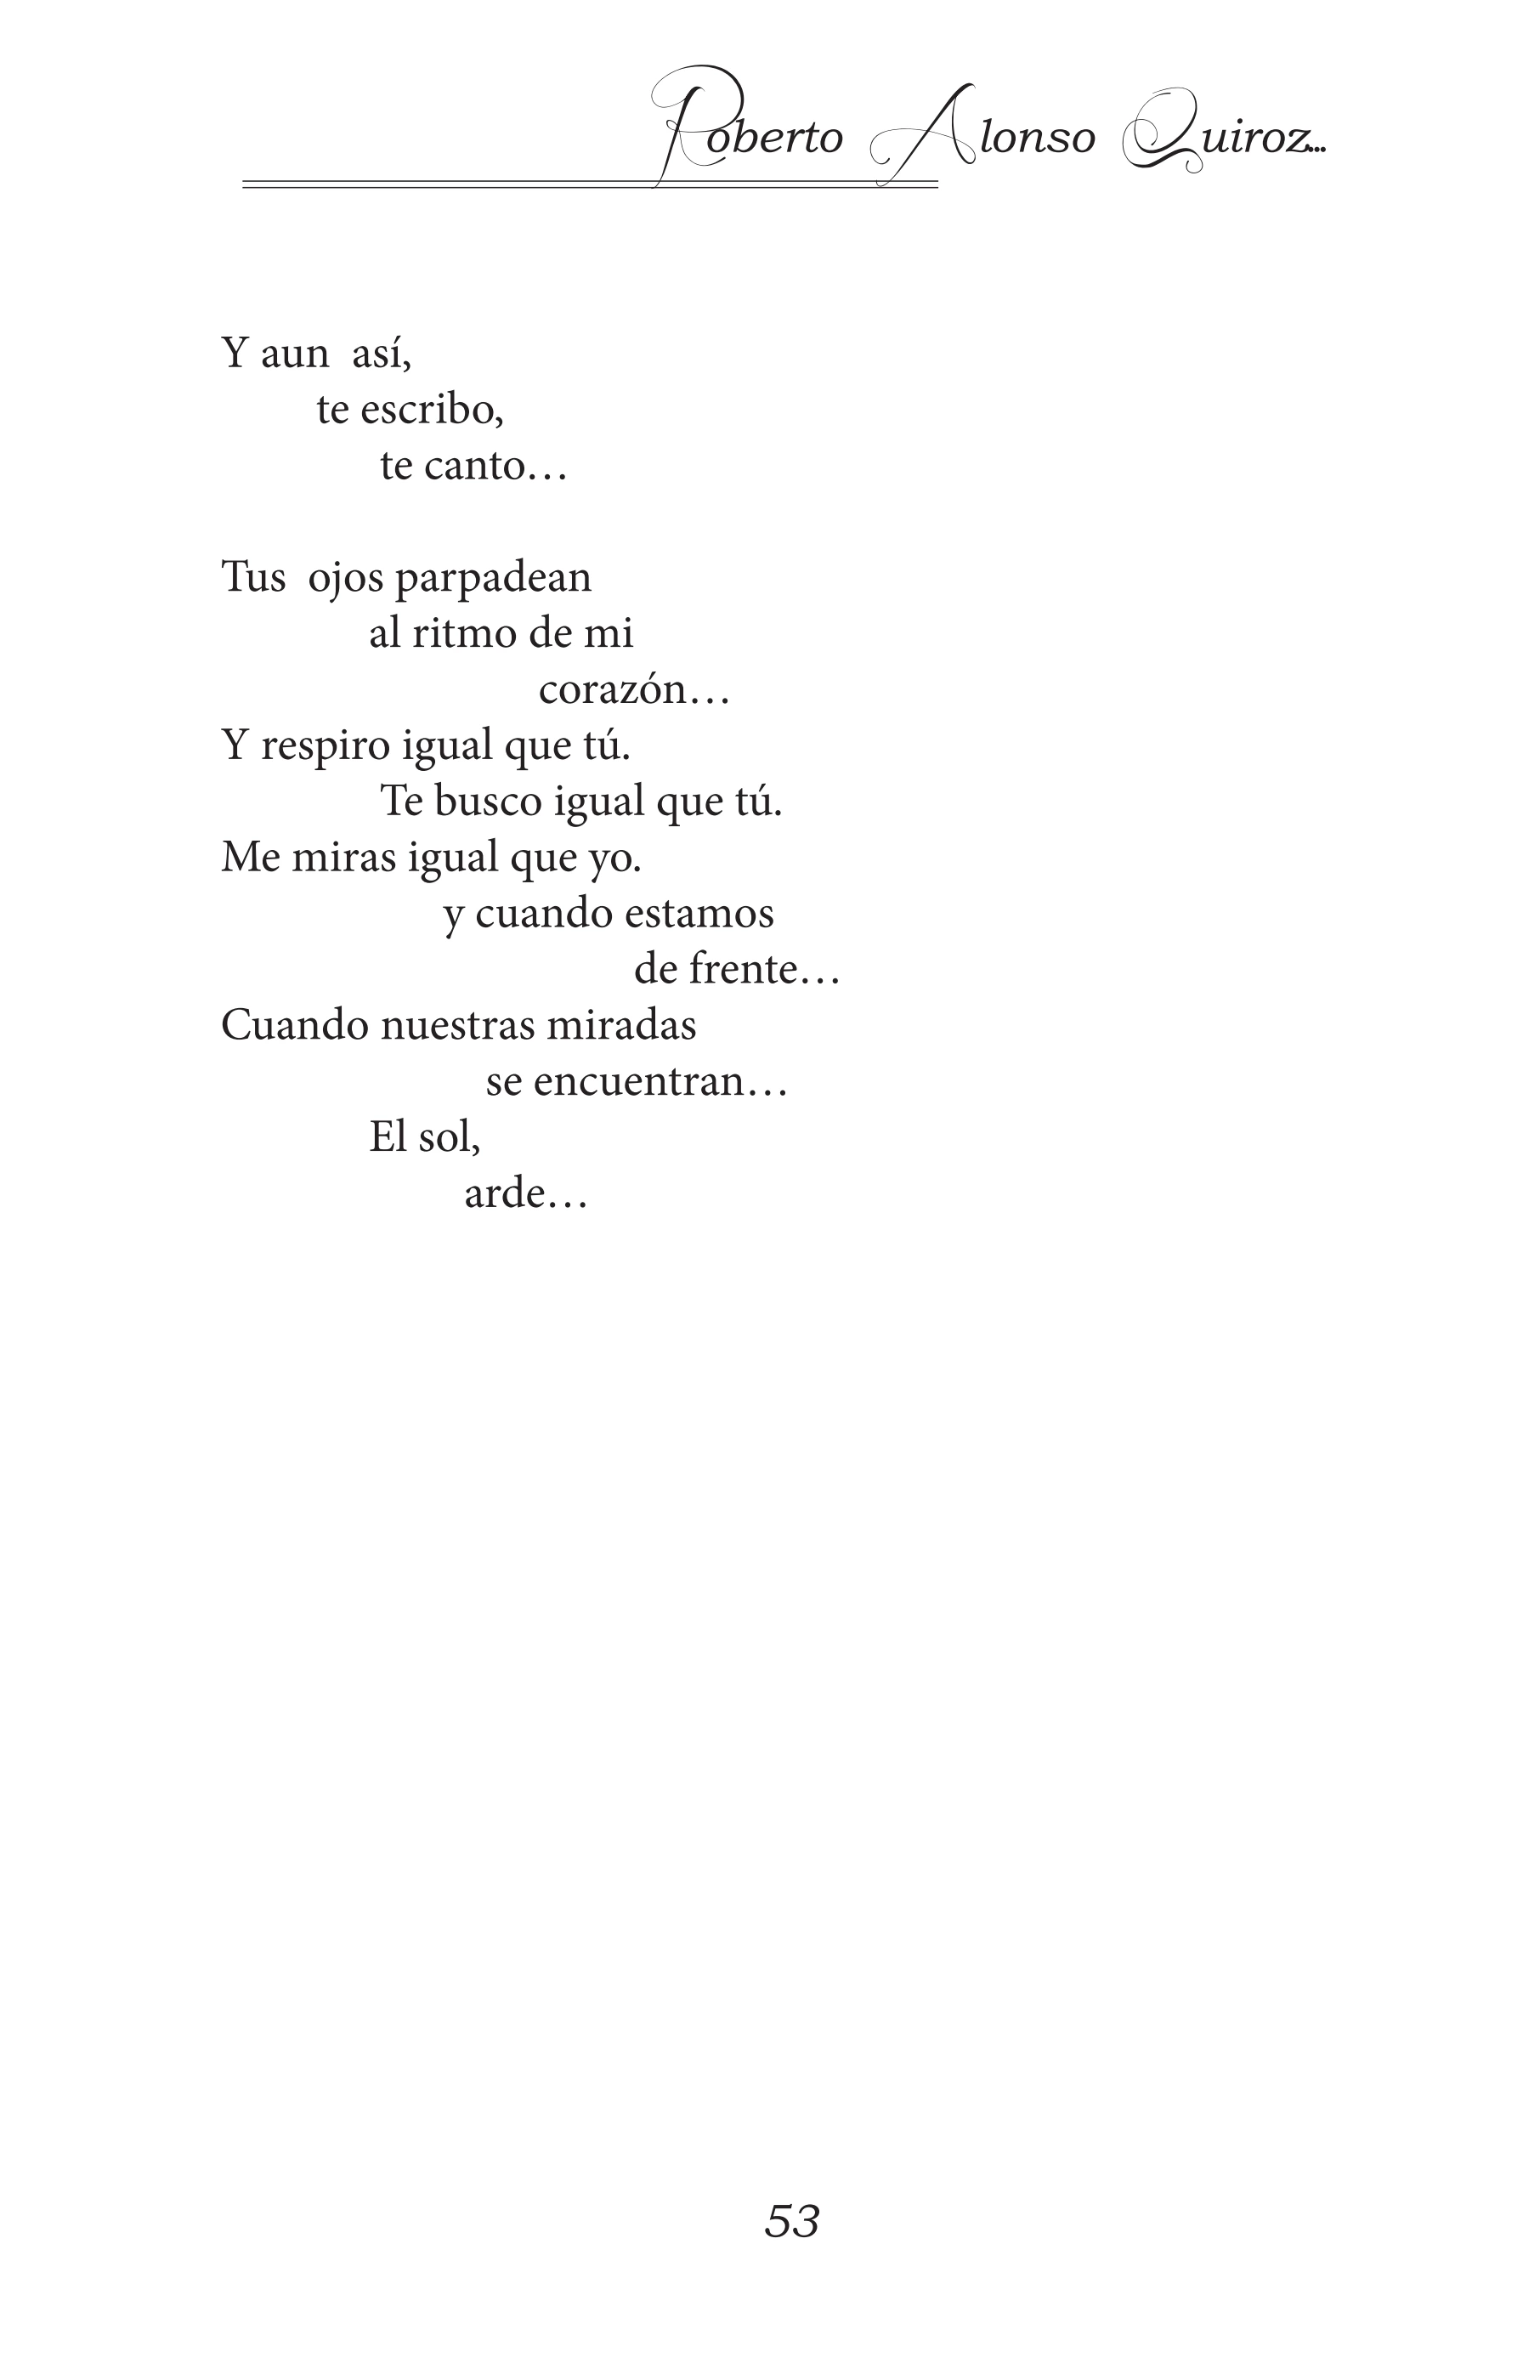 Roberto Alonso Quiroz...
Y aun  así,
te escribo,
te canto…
Tus  ojos parpadean
al ritmo de mi
corazón…
Y respiro igual que tú.
Te busco igual que tú.
Me miras igual que yo.
y cuando estamos
de frente…
Cuando nuestras miradas
se encuentran…
El sol,
arde…
53